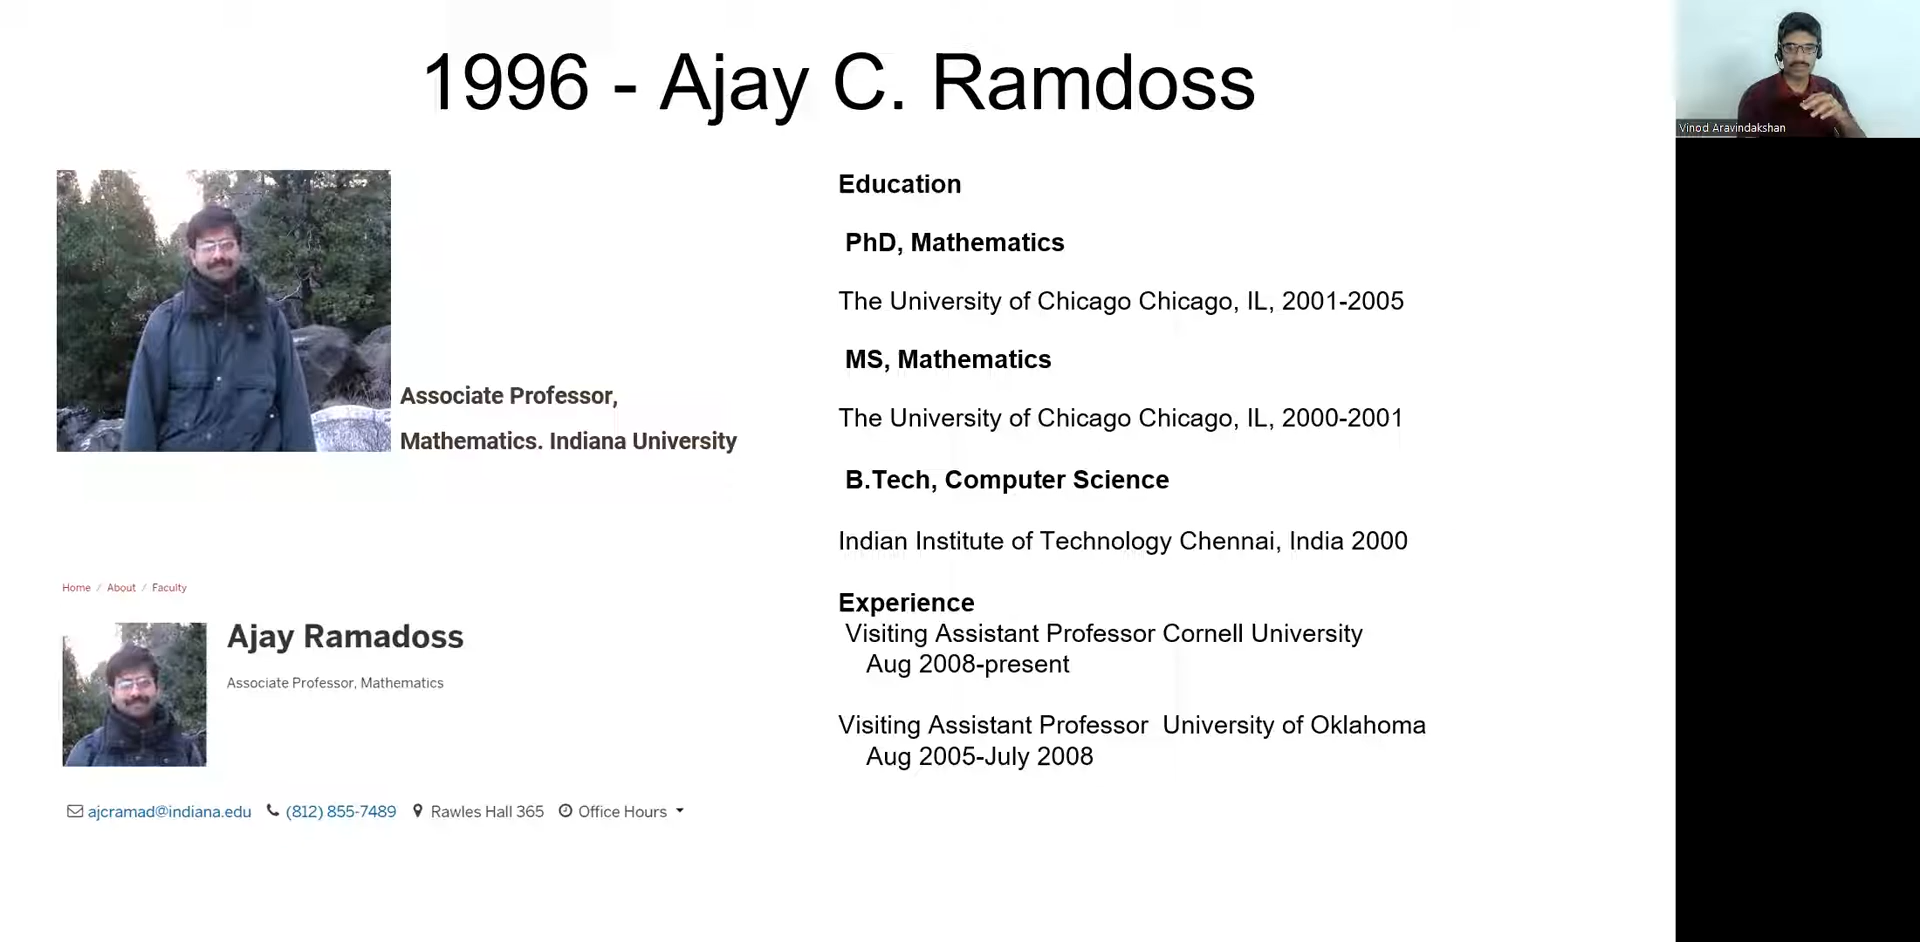 1996 - Ajay C. Ramdoss
Vinod Aravindakshan
Associate Professor,
Mathematics. Indiana University
Home / About / Faculty
Ajay Ramadoss
Associate Professor, Mathematics
ajcramad@indiana.edu (812) 855-7489 Rawles Hall 365 Office Hours
Education
PhD, Mathematics
The University of Chicago Chicago, IL, 2001-2005
MS, Mathematics
The University of Chicago Chicago, IL, 2000-2001
B.Tech, Computer Science
Indian Institute of Technology Chennai, India 2000
Experience
Visiting Assistant Professor Cornell University
Aug 2008-present
Visiting Assistant Professor University of Oklahoma
Aug 2005-July 2008